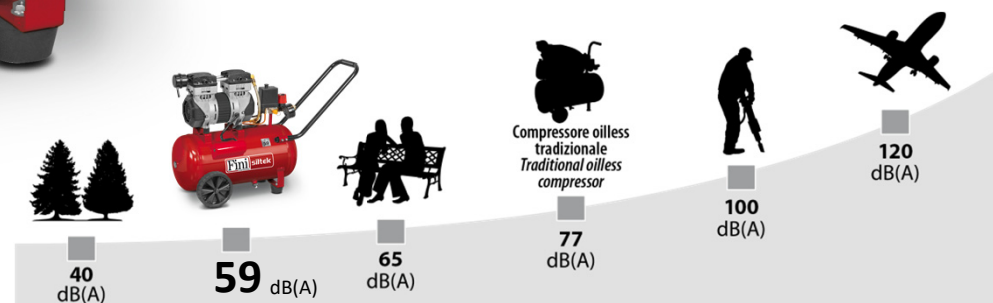 Fini siltek
Compressore oilless
tradizionale
Traditional oilless
compressor
40
dB(A)
59 dB(A)
65
dB(A)
77
dB(A)
100
dB(A)
120
dB(A)